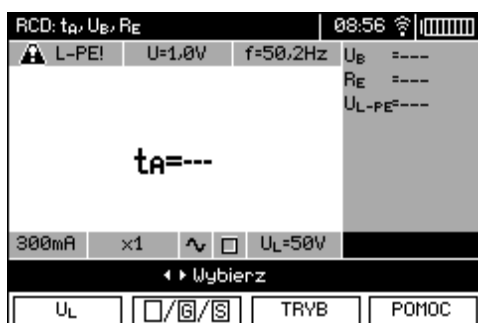 RCD: tA, UB, RE 08:56
L-PE! U=1,0V f=50,2Hz
UB =---
RE =---
UL-PE=---
tA=---
300mA x1 UL=50V
Wybierz
UL □/G/S TRYB POMOC